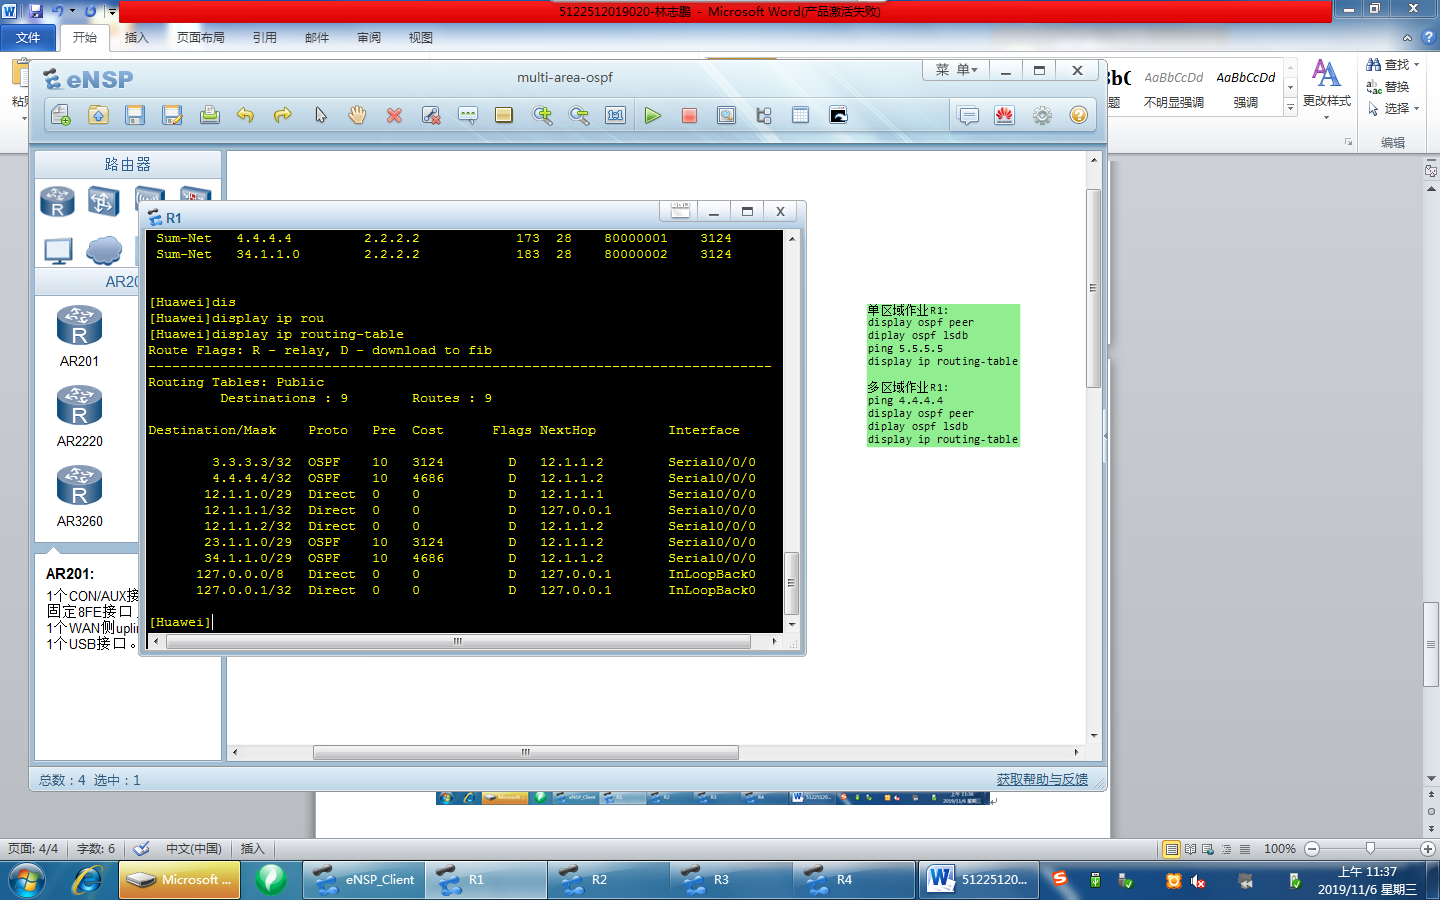 5122512019020-林志鹏 - Microsoft Word(产品激活失败)
文件 开始 插入 页面布局 引用 邮件 审阅 视图
eNSP
multi-area-ospf
菜 单
AaBbCcDd AaBbCcDd
不明显强调 强调
更改样式
查找
替换
选择
编辑
路由器
R1
Sum-Net 4.4.4.4 2.2.2.2 173 28 80000001 3124
Sum-Net 34.1.1.0 2.2.2.2 183 28 80000002 3124
[Huawei]dis
[Huawei]display ip rou
[Huawei]display ip routing-table
Route Flags: R - relay, D - download to fib
------------------------------------------------------------------------------
Routing Tables: Public
Destinations : 9 Routes : 9
Destination/Mask Proto Pre Cost Flags NextHop Interface
3.3.3.3/32 OSPF 10 3124 D 12.1.1.2 Serial0/0/0
4.4.4.4/32 OSPF 10 4686 D 12.1.1.2 Serial0/0/0
12.1.1.0/29 Direct 0 0 D 12.1.1.1 Serial0/0/0
12.1.1.1/32 Direct 0 0 D 127.0.0.1 Serial0/0/0
12.1.1.2/32 Direct 0 0 D 12.1.1.2 Serial0/0/0
23.1.1.0/29 OSPF 10 3124 D 12.1.1.2 Serial0/0/0
34.1.1.0/29 OSPF 10 4686 D 12.1.1.2 Serial0/0/0
127.0.0.0/8 Direct 0 0 D 127.0.0.1 InLoopBack0
127.0.0.1/32 Direct 0 0 D 127.0.0.1 InLoopBack0
[Huawei]
AR201
AR2220
AR3260
AR201:
1个CON/AUX接
固定8FE接口
1个WAN侧uplin
1个USB接口。
单区域作业R1:
display ospf peer
diplay ospf lsdb
ping 5.5.5.5
display ip routing-table
多区域作业R1:
ping 4.4.4.4
display ospf peer
diplay ospf lsdb
display ip routing-table
总数:4 选中:1
获取帮助与反馈
页面: 4/4 字数: 6 中文(中国) 插入
100%
Microsoft ... eNSP_Client R1 R2 R3 R4 51225120...
上午 11:37
2019/11/6 星期三